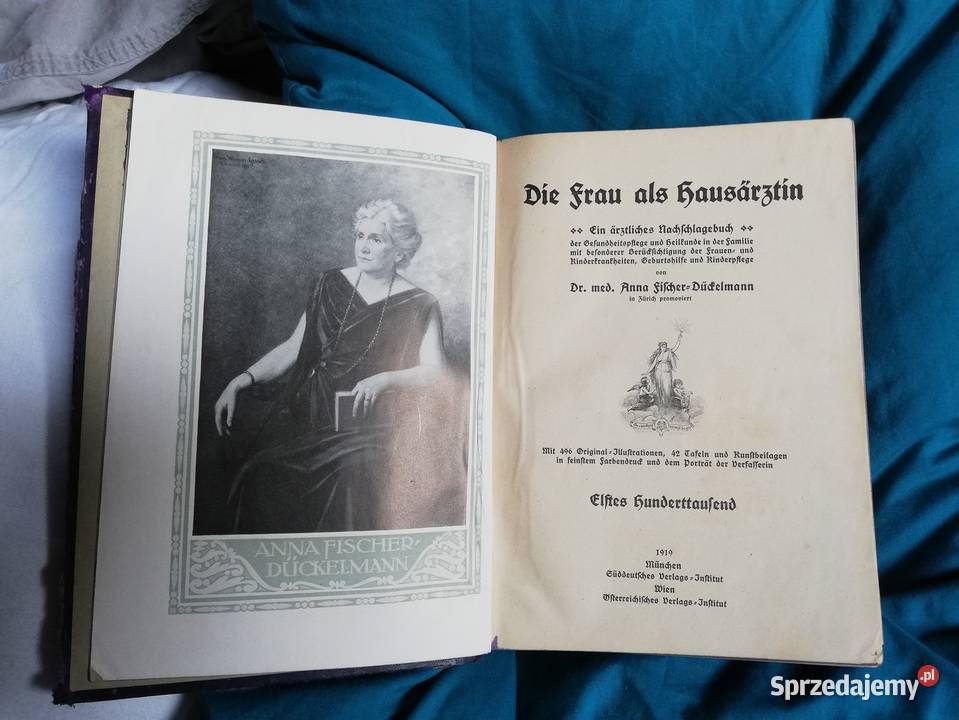 ANNA FISCHER-
DÜCKELMANN
Die Frau als Hausärztin
Ein ärztliches Nachschlagebuch
der Gesundheitspflege und Heilkunde in der Familie
mit besonderer Berücksichtigung der Frauen- und
Kinderkrankheiten, Geburtshilfe und Kinderpflege
von
Dr. med. Anna Fischer-Dückelmann
in Zürich promoviert
Mit 496 Original-Illustrationen, 42 Tafeln und Kunstbeilagen
in feinstem Farbendruck und dem Porträt der Verfasserin
Elftes Hunderttausend
1919
München
Süddeutsches Verlags-Institut
Wien
Österreichisches Verlags-Institut
Sprzedajemy.pl